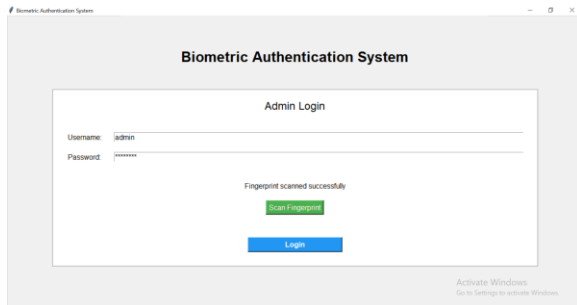 Biometric Authentication System
Biometric Authentication System
Admin Login
Username: admin
Password: ********
Fingerprint scanned successfully
Scan Fingerprint
Login
Activate Windows
Go to Settings to activate Windows.